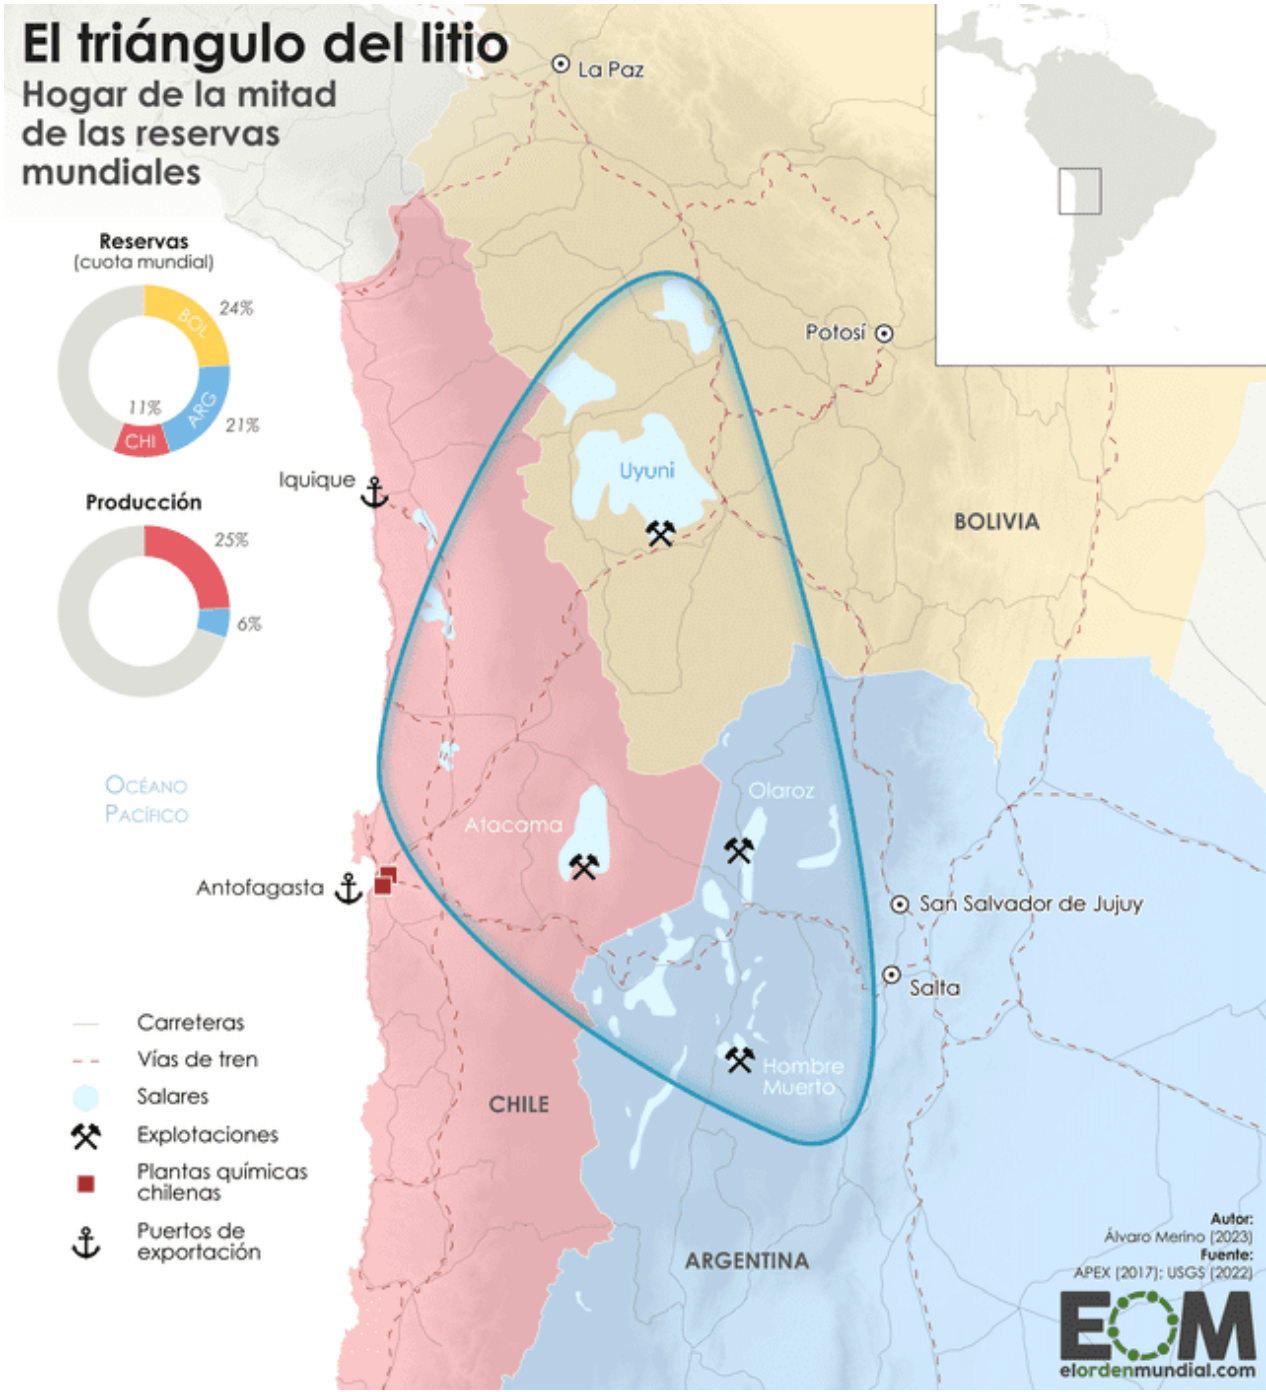 El triángulo del litio
Hogar de la mitad
de las reservas
mundiales
Reservas
(cuota mundial)
24%
BOL
ARG
21%
11%
CHI
Producción
25%
6%
La Paz
Potosí
Iquique
Uyuni
BOLIVIA
OCÉANO
PACÍFICO
Olaroz
Atacama
Antofagasta
San Salvador de Jujuy
Salta
Hombre
Muerto
CHILE
ARGENTINA
Carreteras
Vías de tren
Salares
Explotaciones
Plantas químicas
chilenas
Puertos de
exportación
Autor:
Álvaro Merino (2023)
Fuente:
APEX (2017); USGS (2022)
EOM
elordenmundial.com